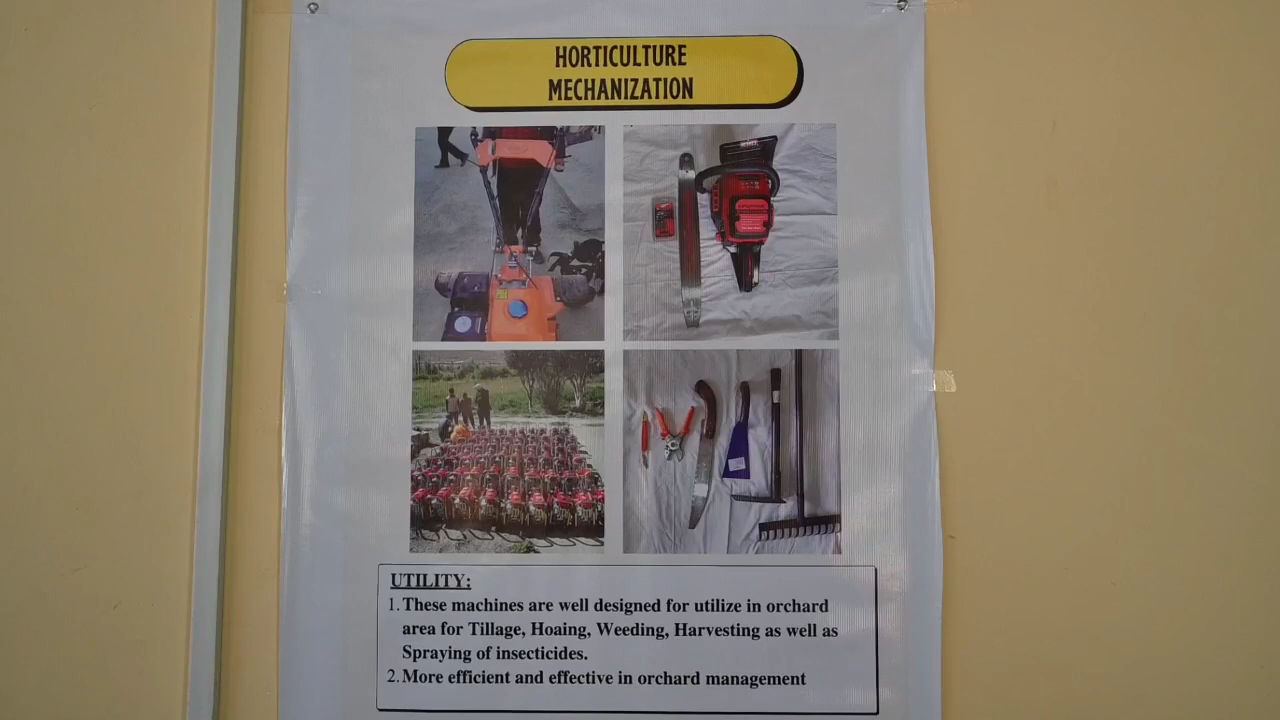 HORTICULTURE
MECHANIZATION
UTILITY:
1. These machines are well designed for utilize in orchard
area for Tillage, Hoaing, Weeding, Harvesting as well as
Spraying of insecticides.
2. More efficient and effective in orchard management